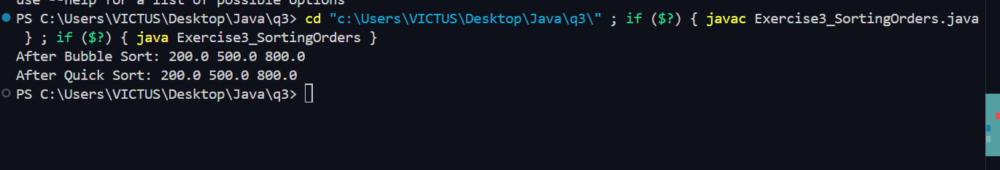 use --help for a list of possible options
PS C:\Users\VICTUS\Desktop\Java\q3> cd "c:\Users\VICTUS\Desktop\Java\q3\" ; if ($?) { javac Exercise3_SortingOrders.java
} ; if ($?) { java Exercise3_SortingOrders }
After Bubble Sort: 200.0 500.0 800.0
After Quick Sort: 200.0 500.0 800.0
PS C:\Users\VICTUS\Desktop\Java\q3>